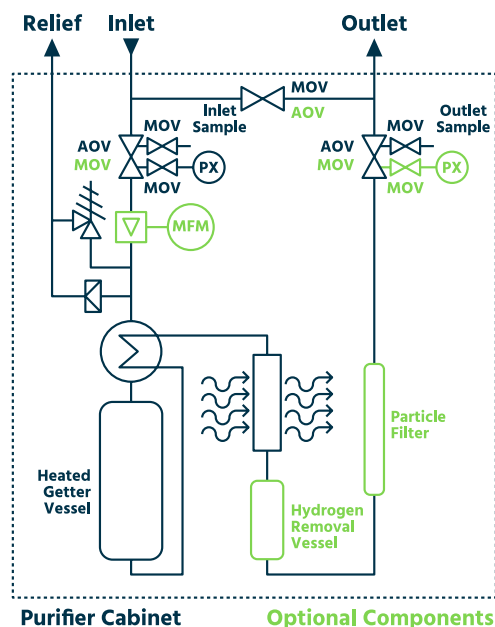 Relief Inlet Outlet
MOV
AOV
Inlet
Sample
MOV
AOV
MOV
MOV
PX
Outlet
Sample
MOV
AOV
MOV
MOV
PX
MFM
Heated
Getter
Vessel
Hydrogen
Removal
Vessel
Particle
Filter
Purifier Cabinet
Optional Components